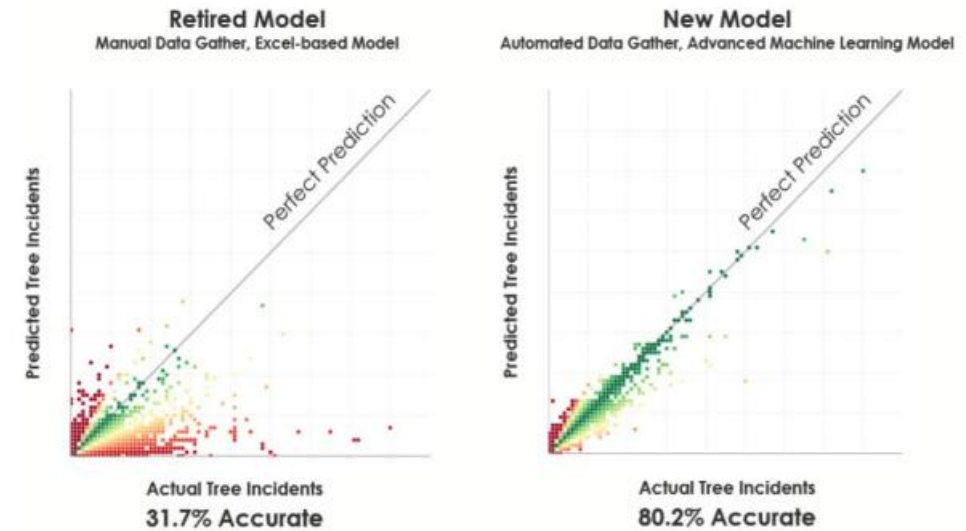 Retired Model
Manual Data Gather, Excel-based Model
Predicted Tree Incidents
Perfect Prediction
Actual Tree Incidents
31.7% Accurate
New Model
Automated Data Gather, Advanced Machine Learning Model
Predicted Tree Incidents
Perfect Prediction
Actual Tree Incidents
80.2% Accurate